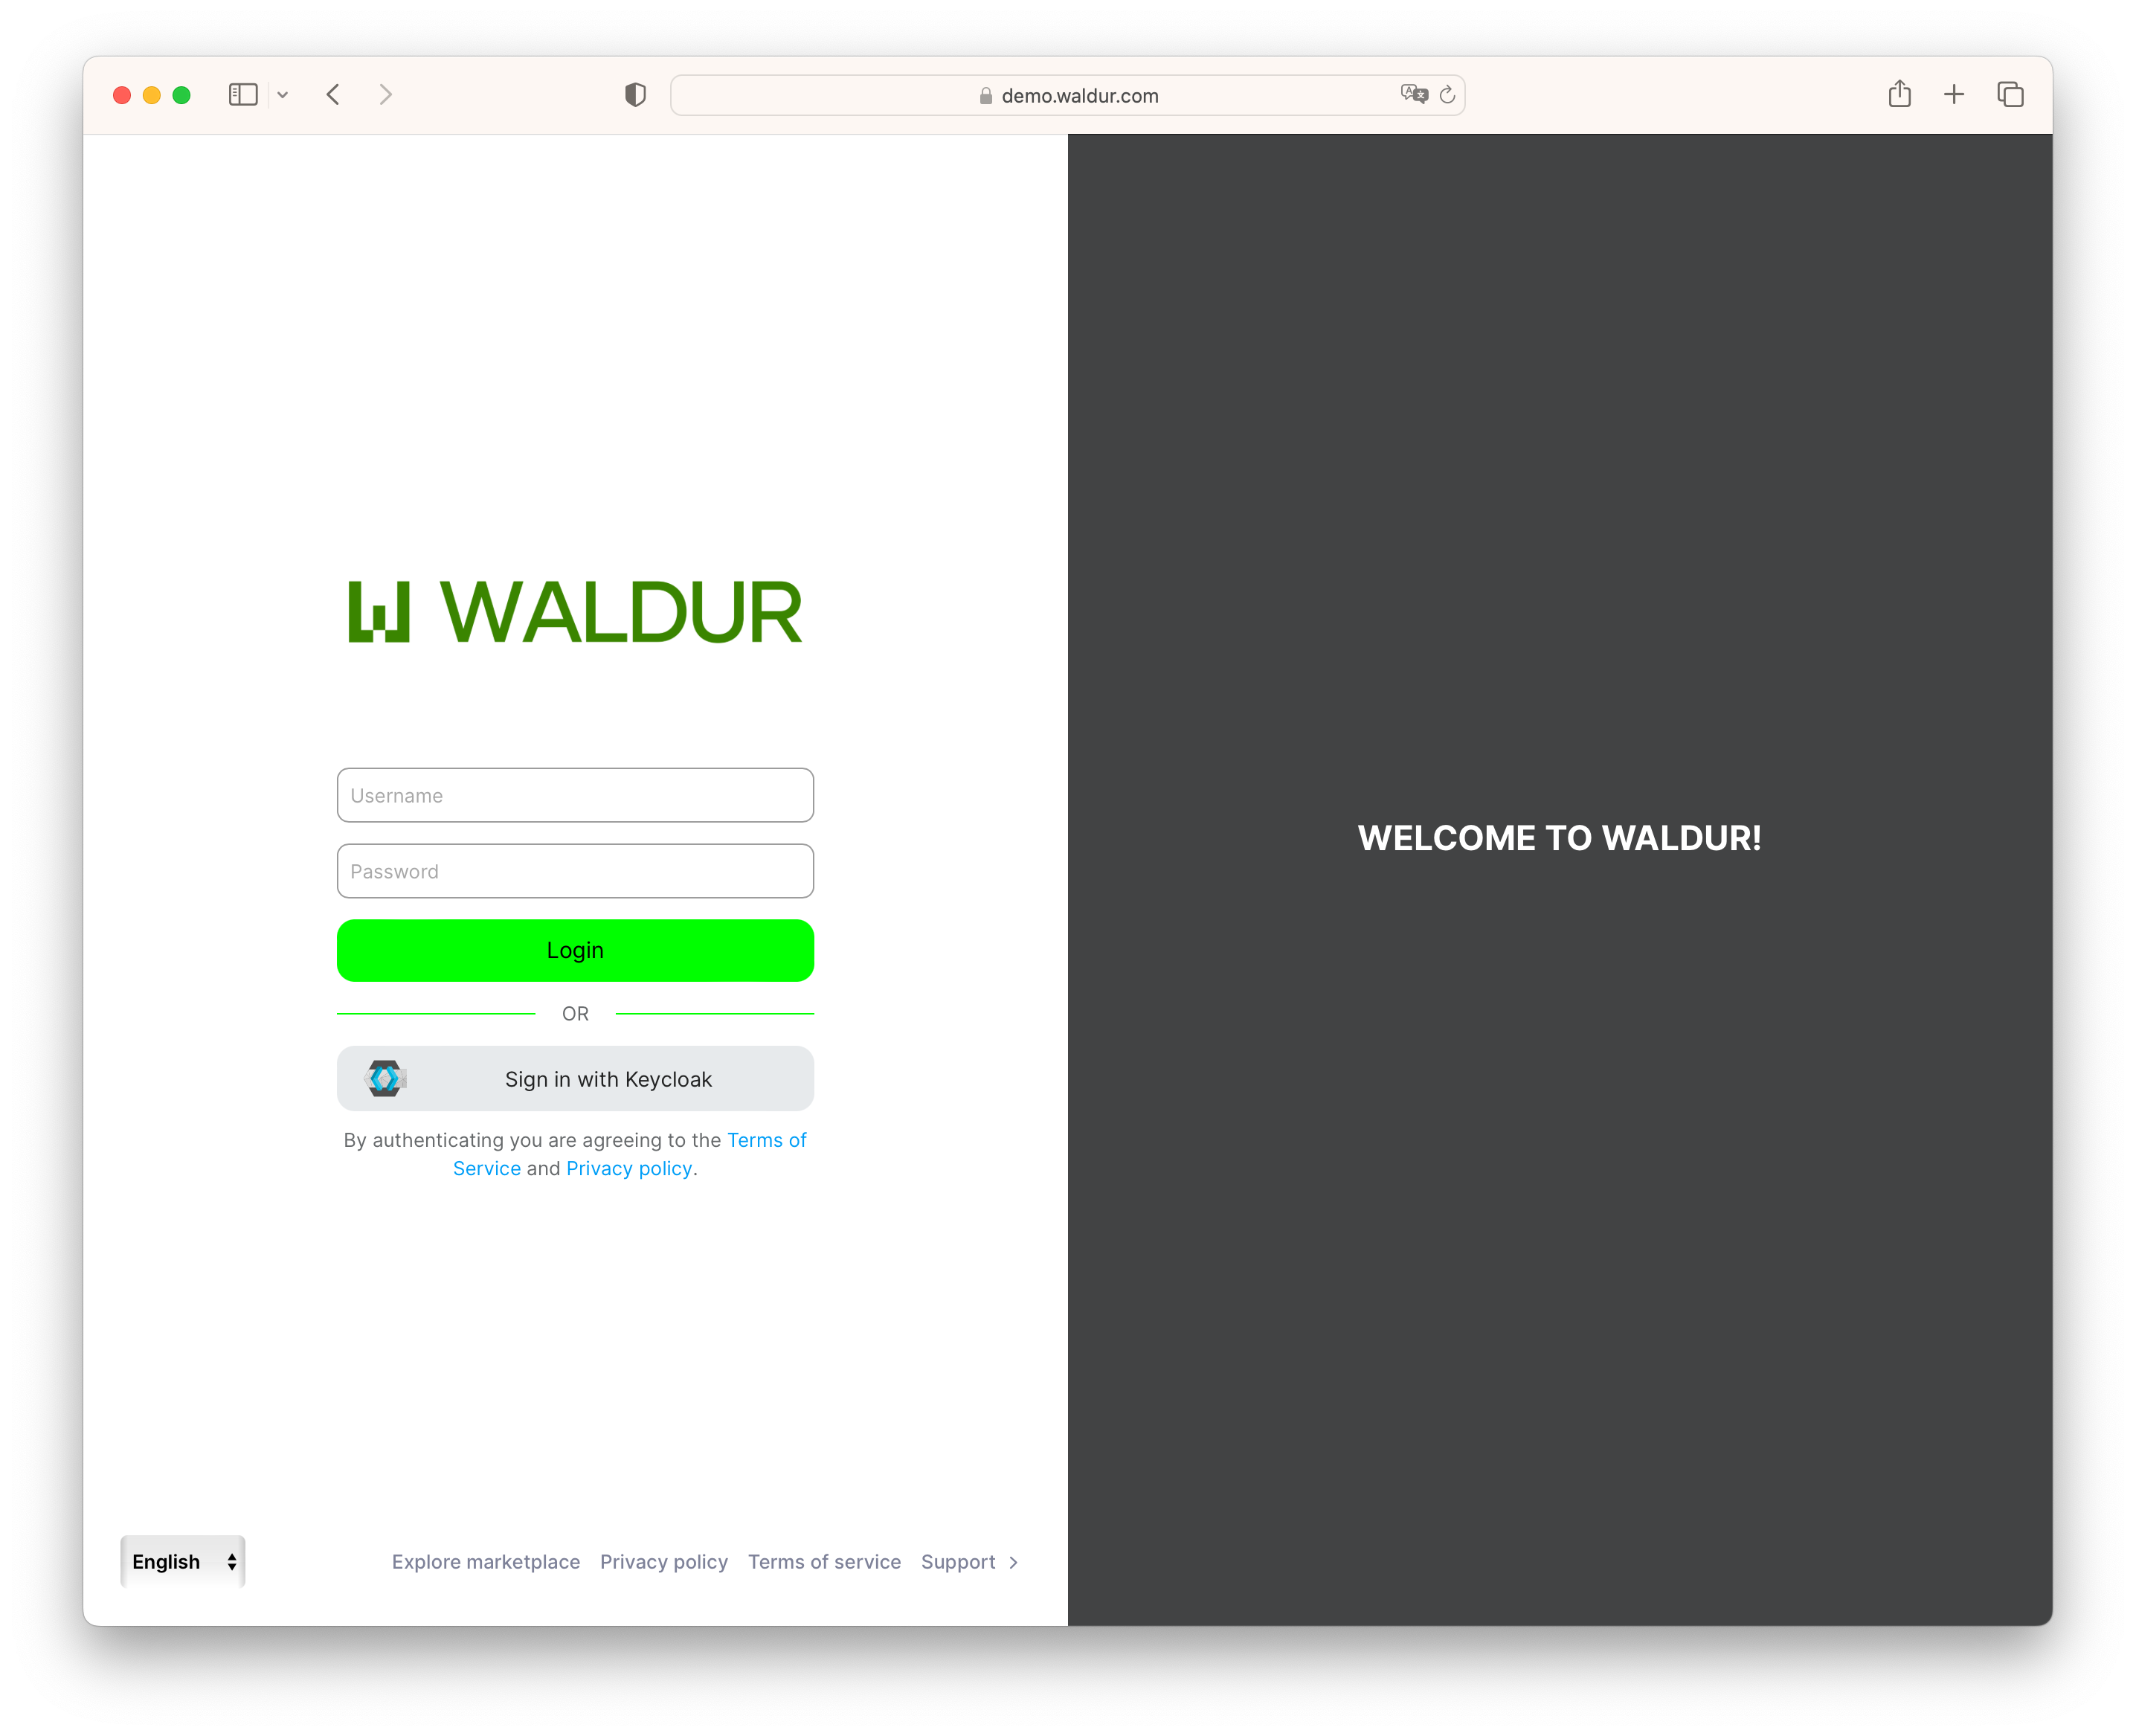 demo.waldur.com
WALDUR
Username
Password
Login
OR
Sign in with Keycloak
By authenticating you are agreeing to the Terms of
Service and Privacy policy.
English
Explore marketplace Privacy policy Terms of service Support
WELCOME TO WALDUR!